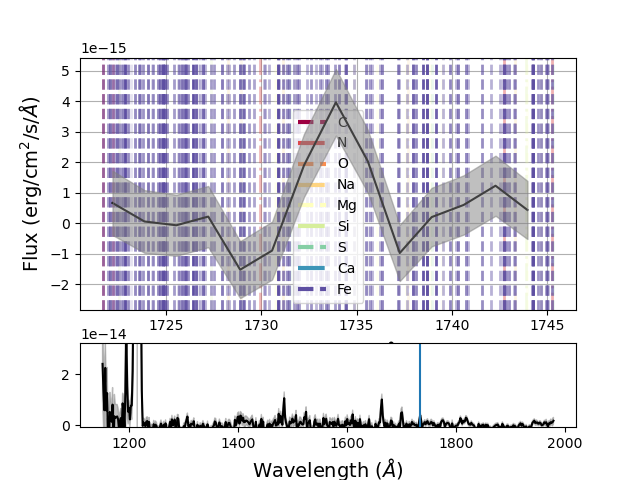 1e−15
5
4
3
2
1
0
−1
−2
Flux (erg/cm²/s/Å)
C
N
O
Na
Mg
Si
S
Ca
Fe
1725 1730 1735 1740 1745
1e−14
2
0
1200 1400 1600 1800 2000
Wavelength (Å)